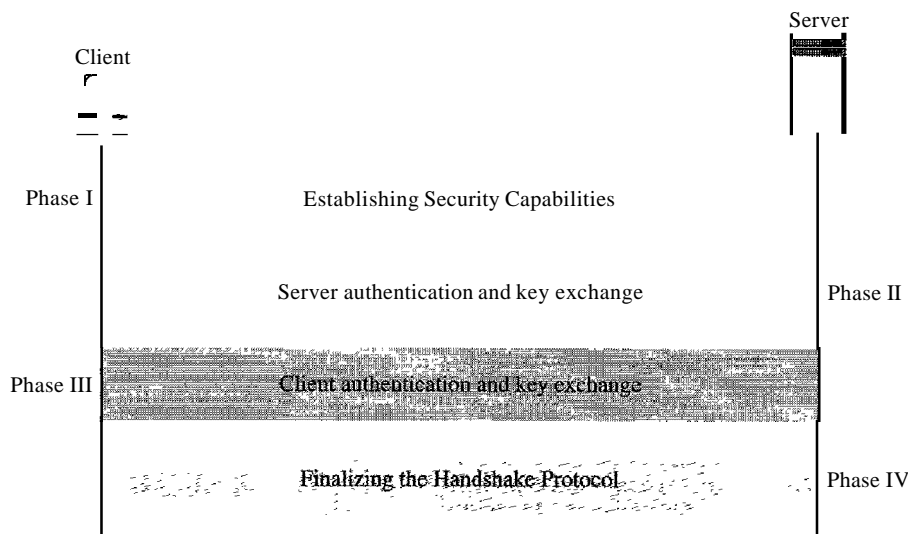 Server
Client
Phase I
Establishing Security Capabilities
Server authentication and key exchange
Phase II
Phase III
Client authentication and key exchange
Finalizing the Handshake Protocol
Phase IV